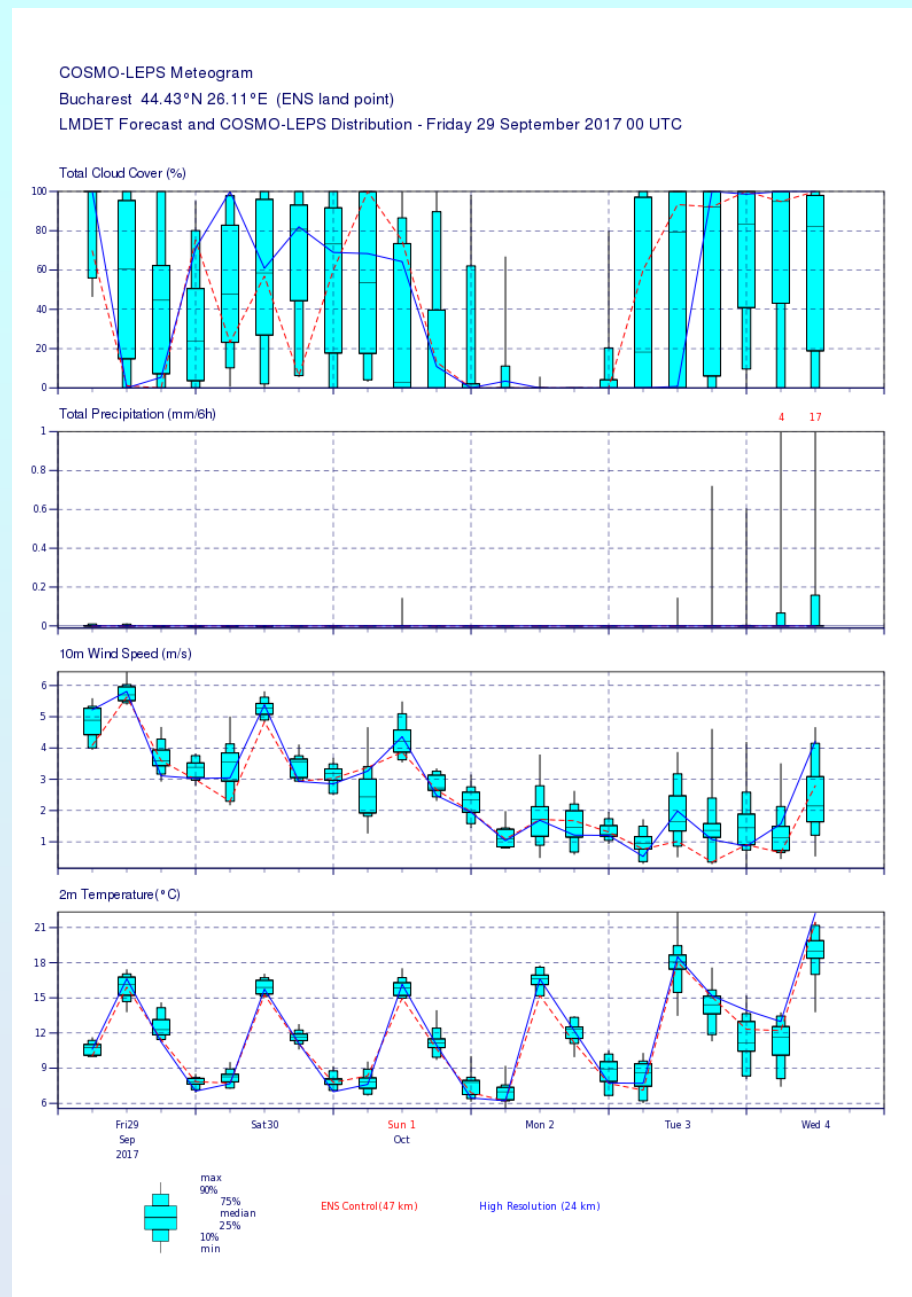 COSMO-LEPS Meteogram
Bucharest 44.43°N 26.11°E (ENS land point)
LMDET Forecast and COSMO-LEPS Distribution - Friday 29 September 2017 00 UTC
Total Cloud Cover (%)
100
80
60
40
20
0
Total Precipitation (mm/6h)
4 17
1
0.8
0.6
0.4
0.2
0
10m Wind Speed (m/s)
6
5
4
3
2
1
2m Temperature(°C)
21
18
15
12
9
6
Fri29 Sat30 Sun 1 Mon 2 Tue 3 Wed 4
Sep Oct
2017
max
90%
75%
median
25%
10%
min
ENS Control(47 km) High Resolution (24 km)